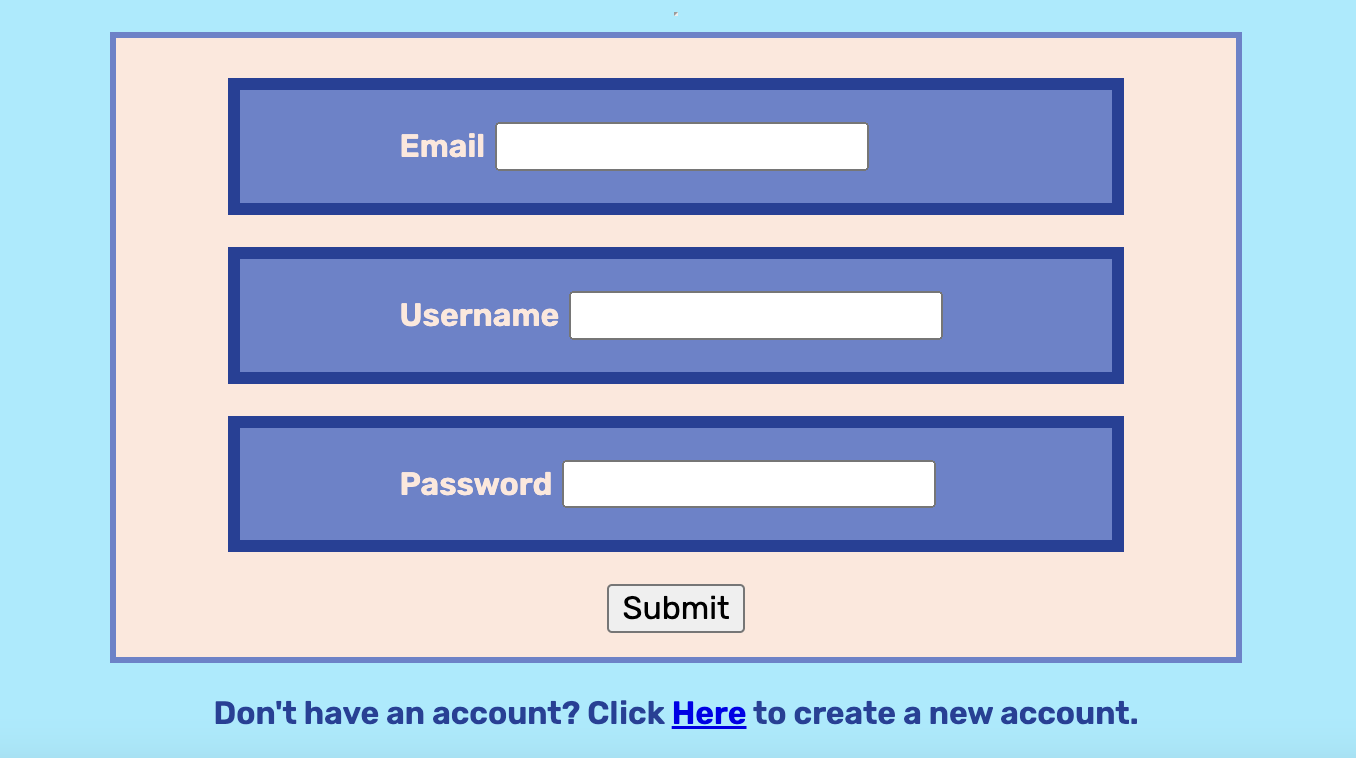 Email
Username
Password
Submit
Don't have an account? Click Here to create a new account.